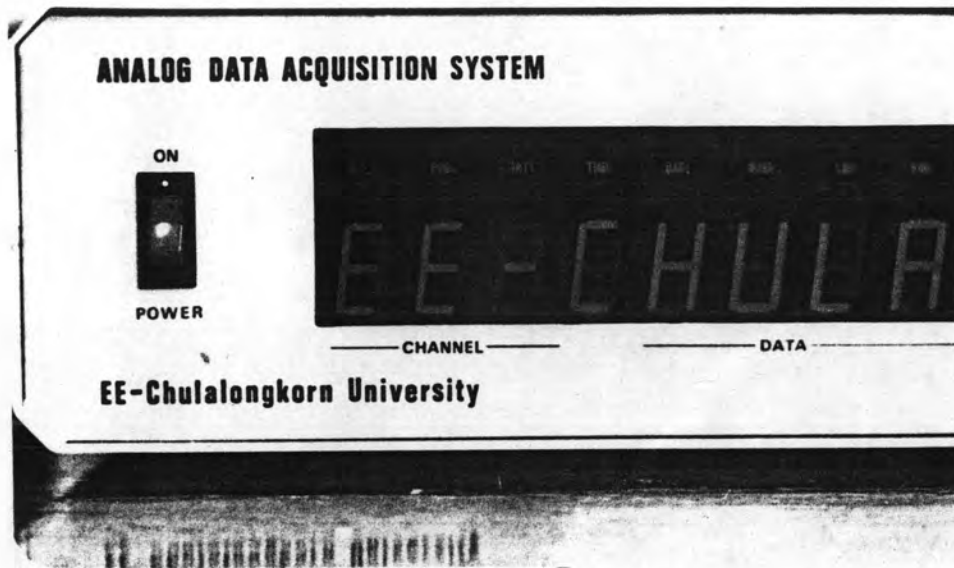 ANALOG DATA ACQUISITION SYSTEM
ON
EE-CHULA
POWER
CHANNEL DATA
EE-Chulalongkorn University